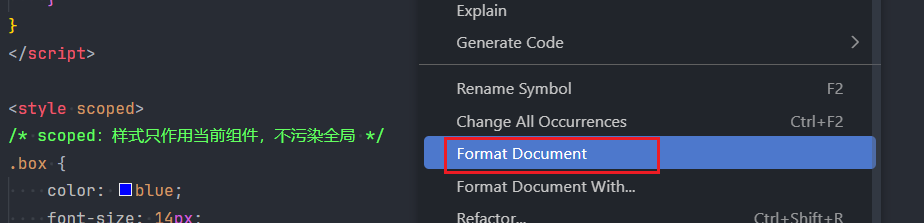 }
}
</script>
<style scoped>
/* scoped: 样式只作用当前组件, 不污染全局 */
.box {
color: blue;
font-size: 14px;
Explain
Generate Code
Rename Symbol F2
Change All Occurrences Ctrl+F2
Format Document
Format Document With...
Refactor... Ctrl+Shift+R